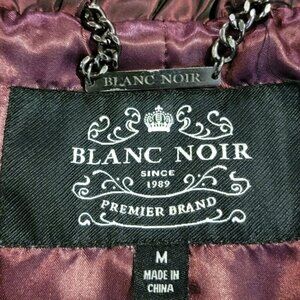 BLANC NOIR
BLANC NOIR
SINCE
1989
PREMIER BRAND
M
MADE IN
CHINA